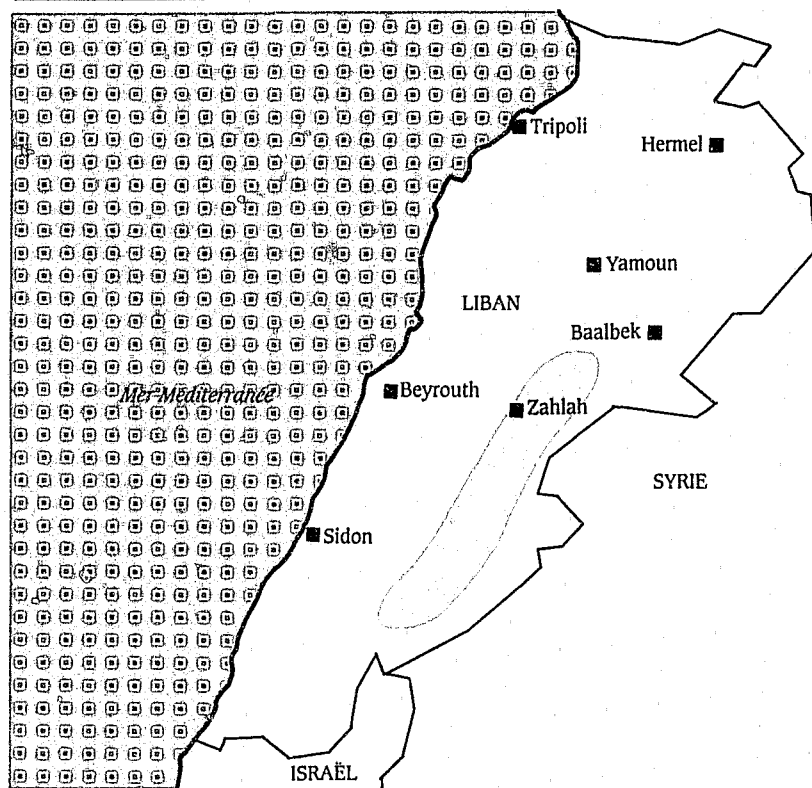 Tripoli
Hermel
Yamoun
LIBAN
Baalbek
Mer Méditerranée
Beyrouth
Zahlah
SYRIE
Sidon
ISRAËL